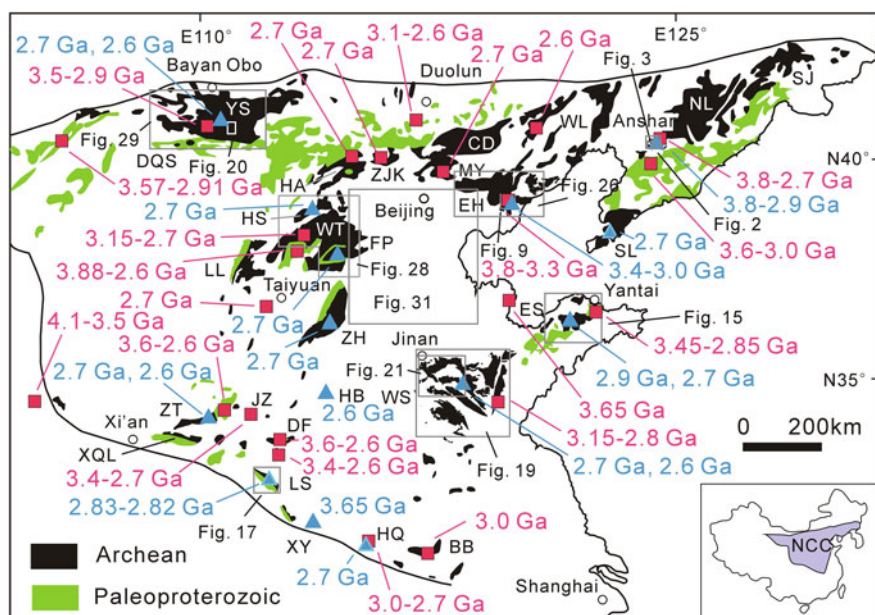 E110° E125°
2.7 Ga, 2.6 Ga
2.7 Ga
2.7 Ga
3.1-2.6 Ga
2.7 Ga
2.6 Ga
Fig. 3
Bayan Obo
Duolun
SJ
3.5-2.9 Ga
YS
NL
WL
Anshan
Fig. 29
CD
DQS
Fig. 20
HA
ZJK
MY
N40°
3.57-2.91 Ga
EH
Fig. 26
3.8-2.7 Ga
3.8-2.9 Ga
2.7 Ga
HS
Beijing
Fig. 2
3.15-2.7 Ga
WT
FP
Fig. 9
SL
2.7 Ga
3.6-3.0 Ga
3.88-2.6 Ga
LL
Fig. 28
3.8-3.3 Ga
3.4-3.0 Ga
Taiyuan
Fig. 31
Yantai
2.7 Ga
ES
2.7 Ga
Fig. 15
4.1-3.5 Ga
ZH
Jinan
3.45-2.85 Ga
2.7 Ga
3.6-2.6 Ga
Fig. 21
2.9 Ga, 2.7 Ga
2.7 Ga, 2.6 Ga
HB
WS
N35°
2.6 Ga
3.65 Ga
ZT
JZ
Xi'an
DF
3.15-2.8 Ga
XQL
3.6-2.6 Ga
Fig. 19
200km
3.4-2.7 Ga
3.4-2.6 Ga
2.7 Ga, 2.6 Ga
2.83-2.82 Ga
LS
Fig. 17
3.65 Ga
XY
HQ
3.0 Ga
BB
NCC
Archean
2.7 Ga
3.0-2.7 Ga
Shanghai
Paleoproterozoic